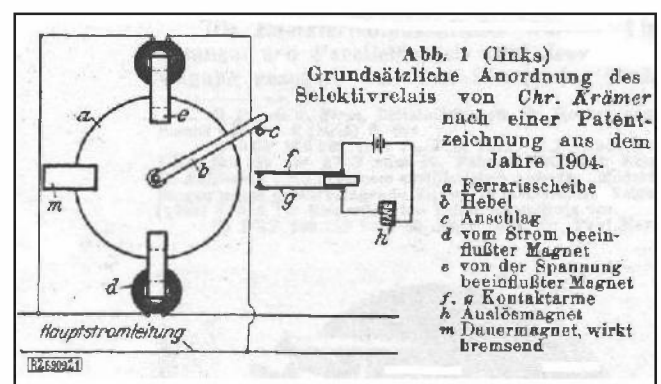 Abb. 1 (links)
Grundsätzliche Anordnung des
Selektivrelais von Chr. Krämer
nach einer Patent-
zeichnung aus dem
Jahre 1904.
a Ferrarisscheibe
b Hebel
c Anschlag
d vom Strom beein-
flußter Magnet
e von der Spannung
beeinflußter Magnet
f, g Kontaktarme
h Auslösmagnet
m Dauermagnet, wirkt
bremsend
a
e
c
b
f
m
g
h
d
Hauptstromleitung